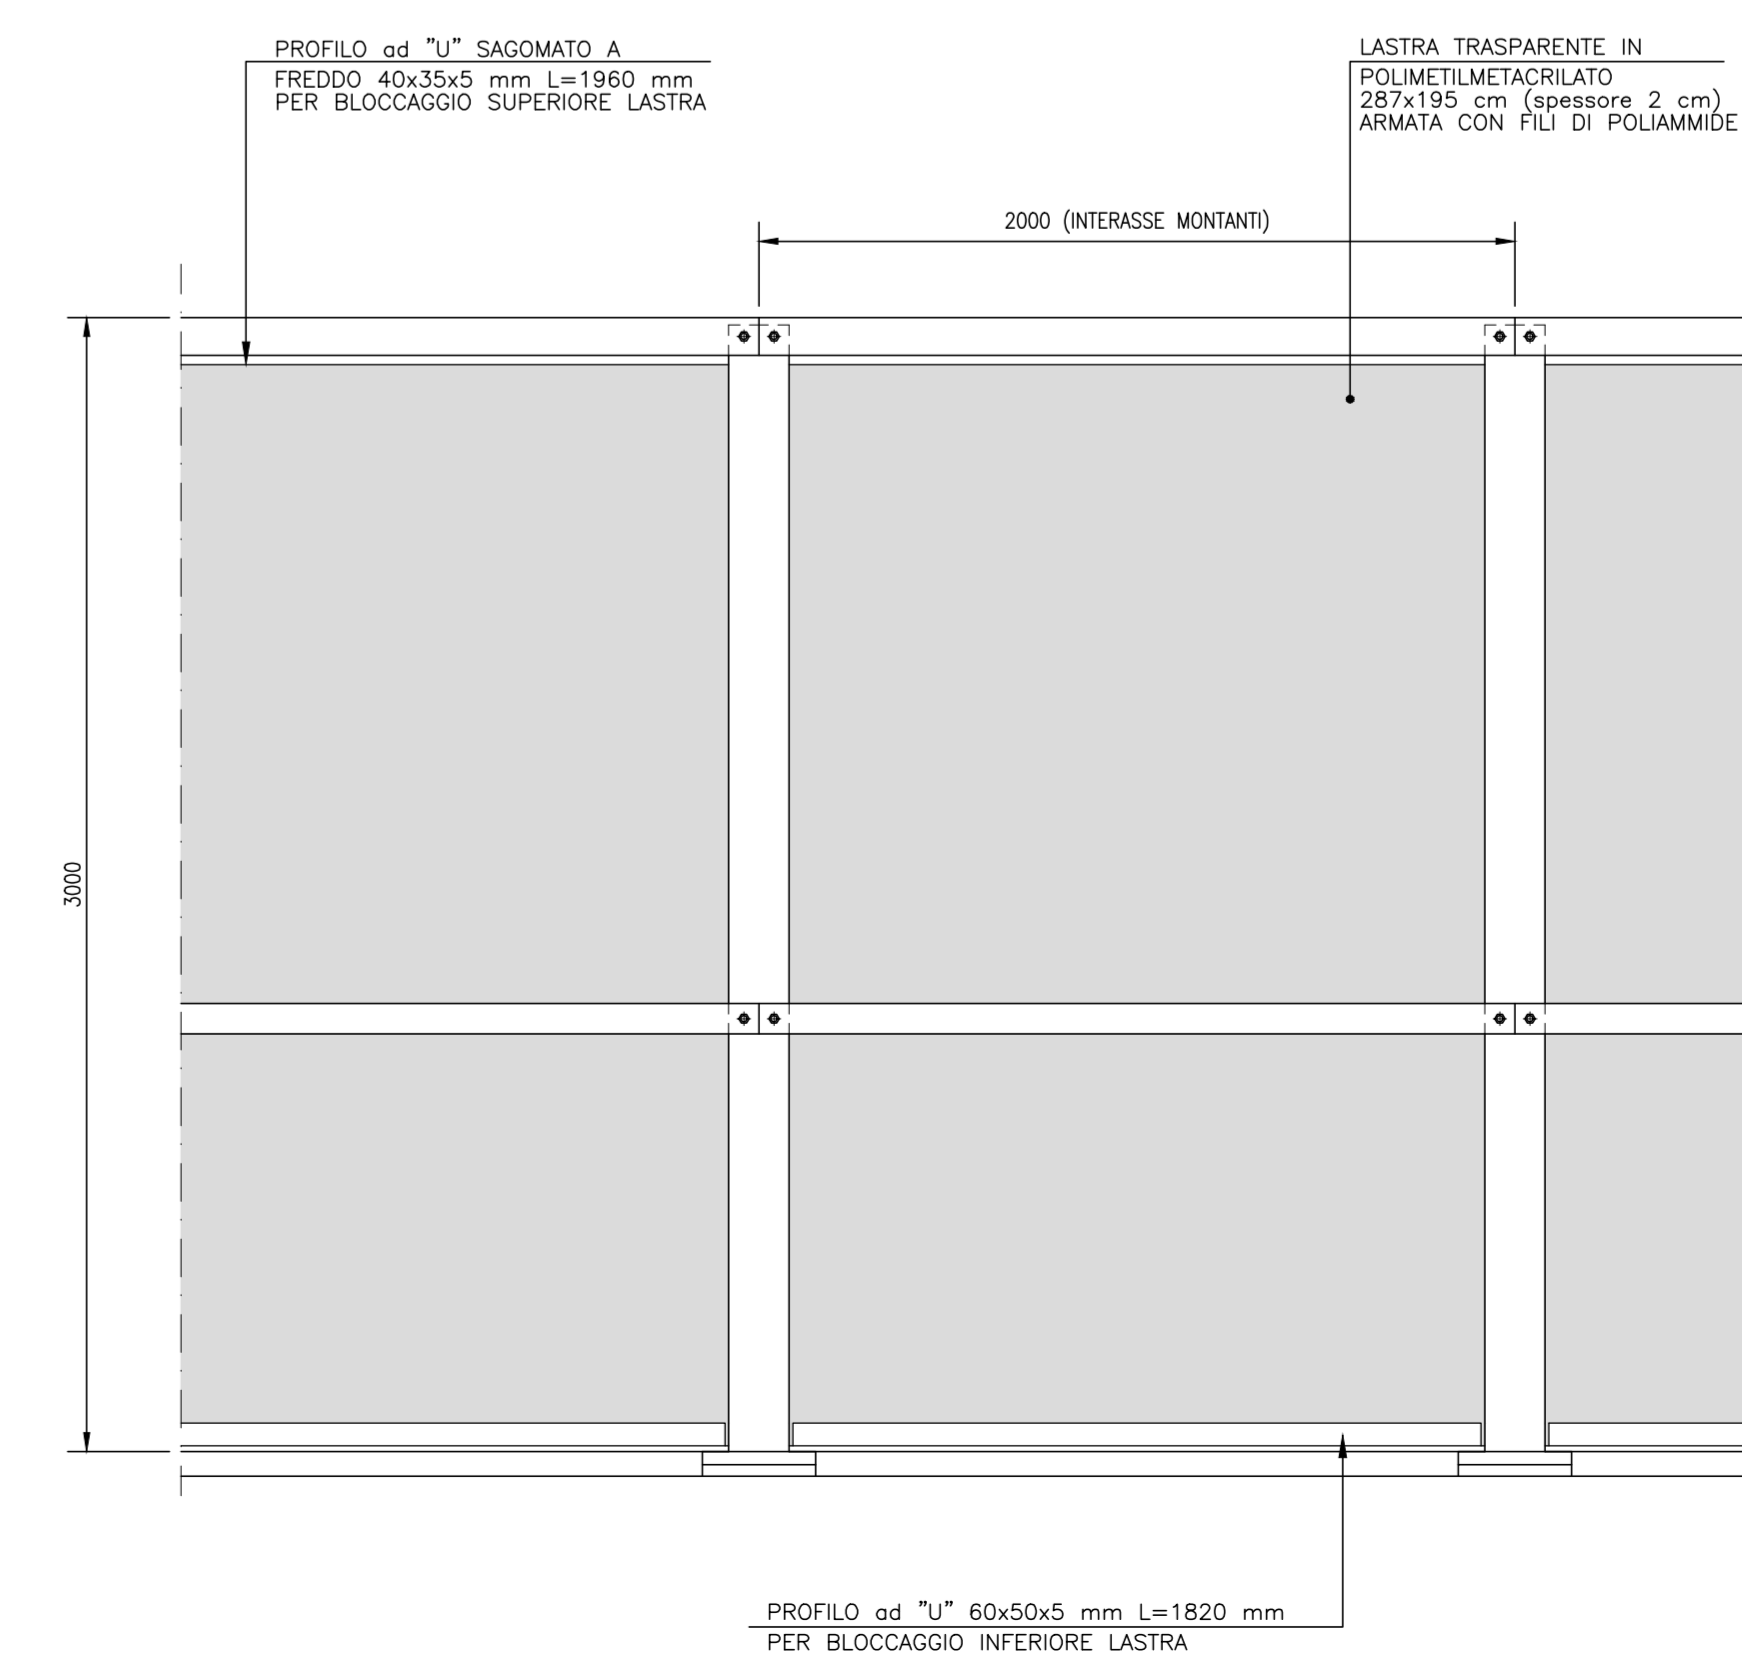 PROFILO ad "U" SAGOMATO A
FREDDO 40x35x5 mm L=1960 mm
PER BLOCCAGGIO SUPERIORE LASTRA
LASTRA TRASPARENTE IN
POLIMETILMETACRILATO
287x195 cm (spessore 2 cm)
ARMATA CON FILI DI POLIAMMIDE
2000 (INTERASSE MONTANTI)
3000
PROFILO ad "U" 60x50x5 mm L=1820 mm
PER BLOCCAGGIO INFERIORE LASTRA